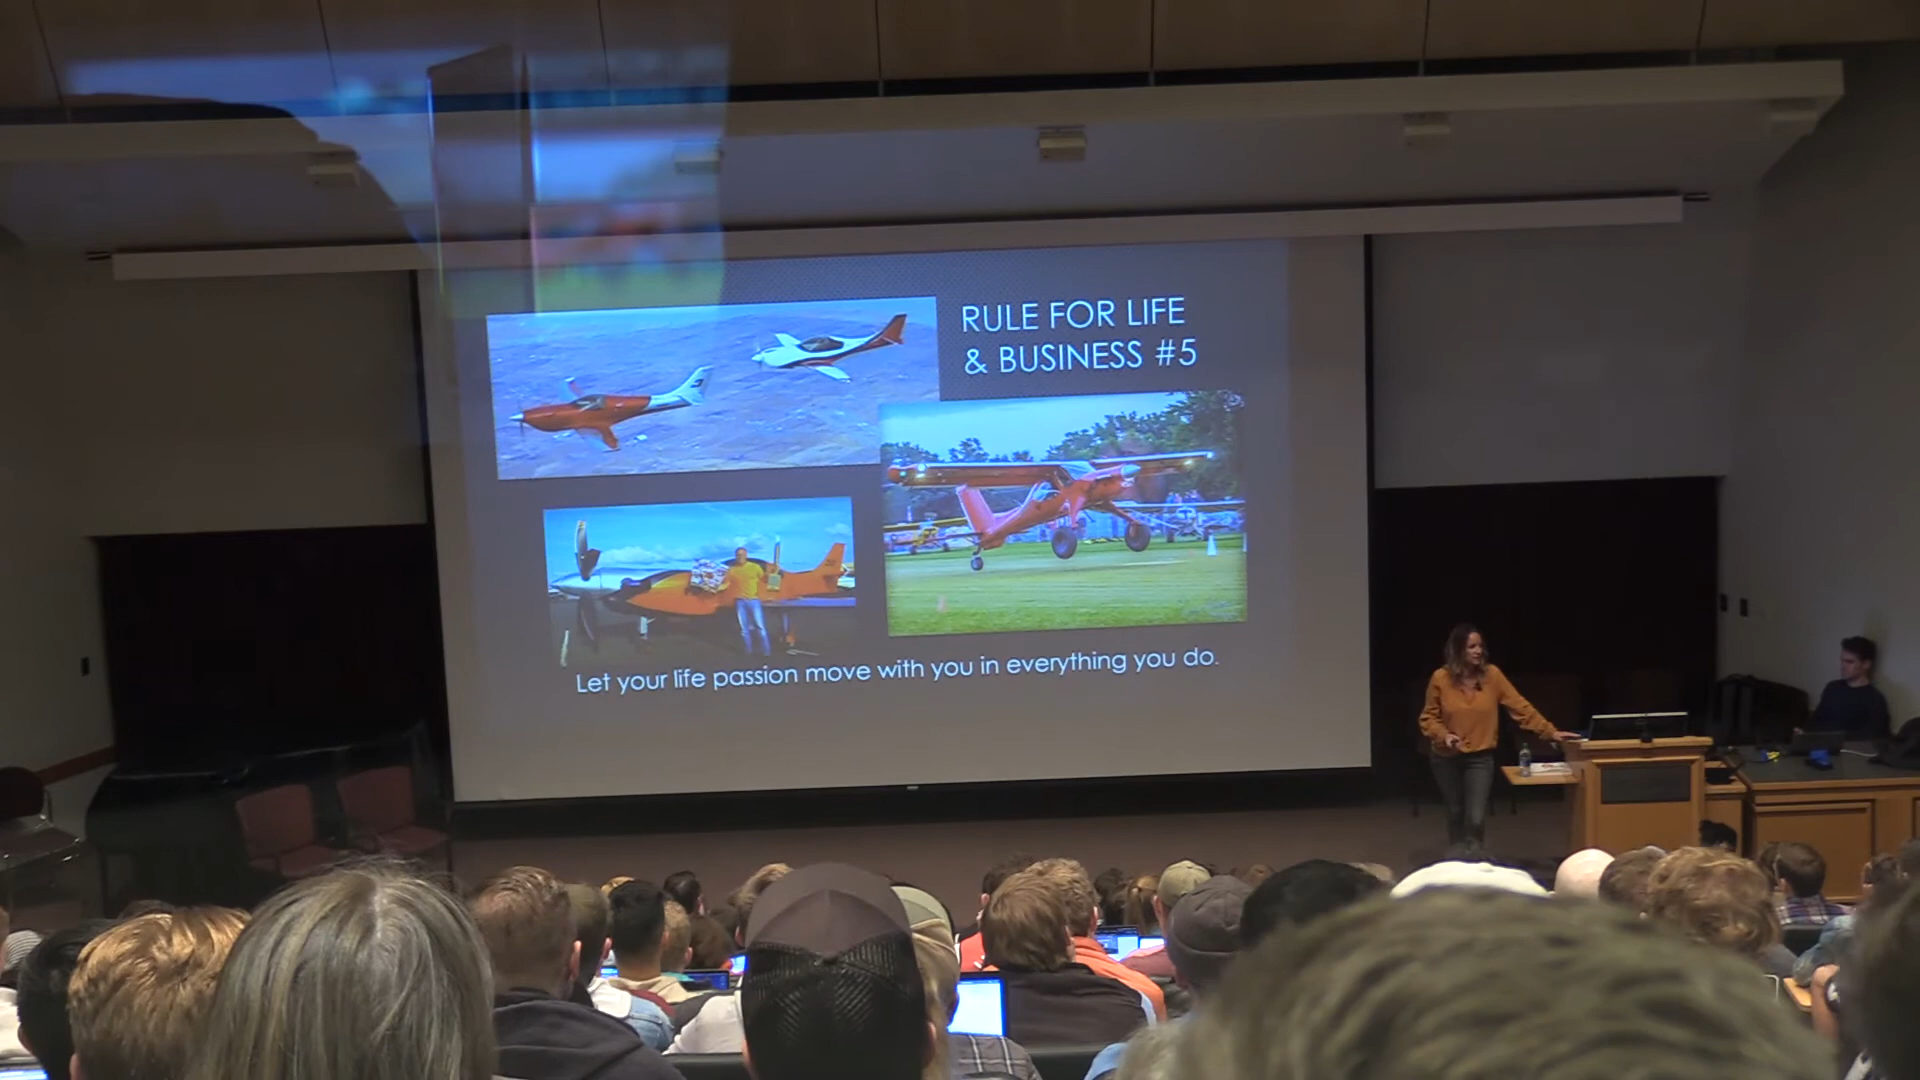 RULE FOR LIFE
& BUSINESS #5
Let your life passion move with you in everything you do.